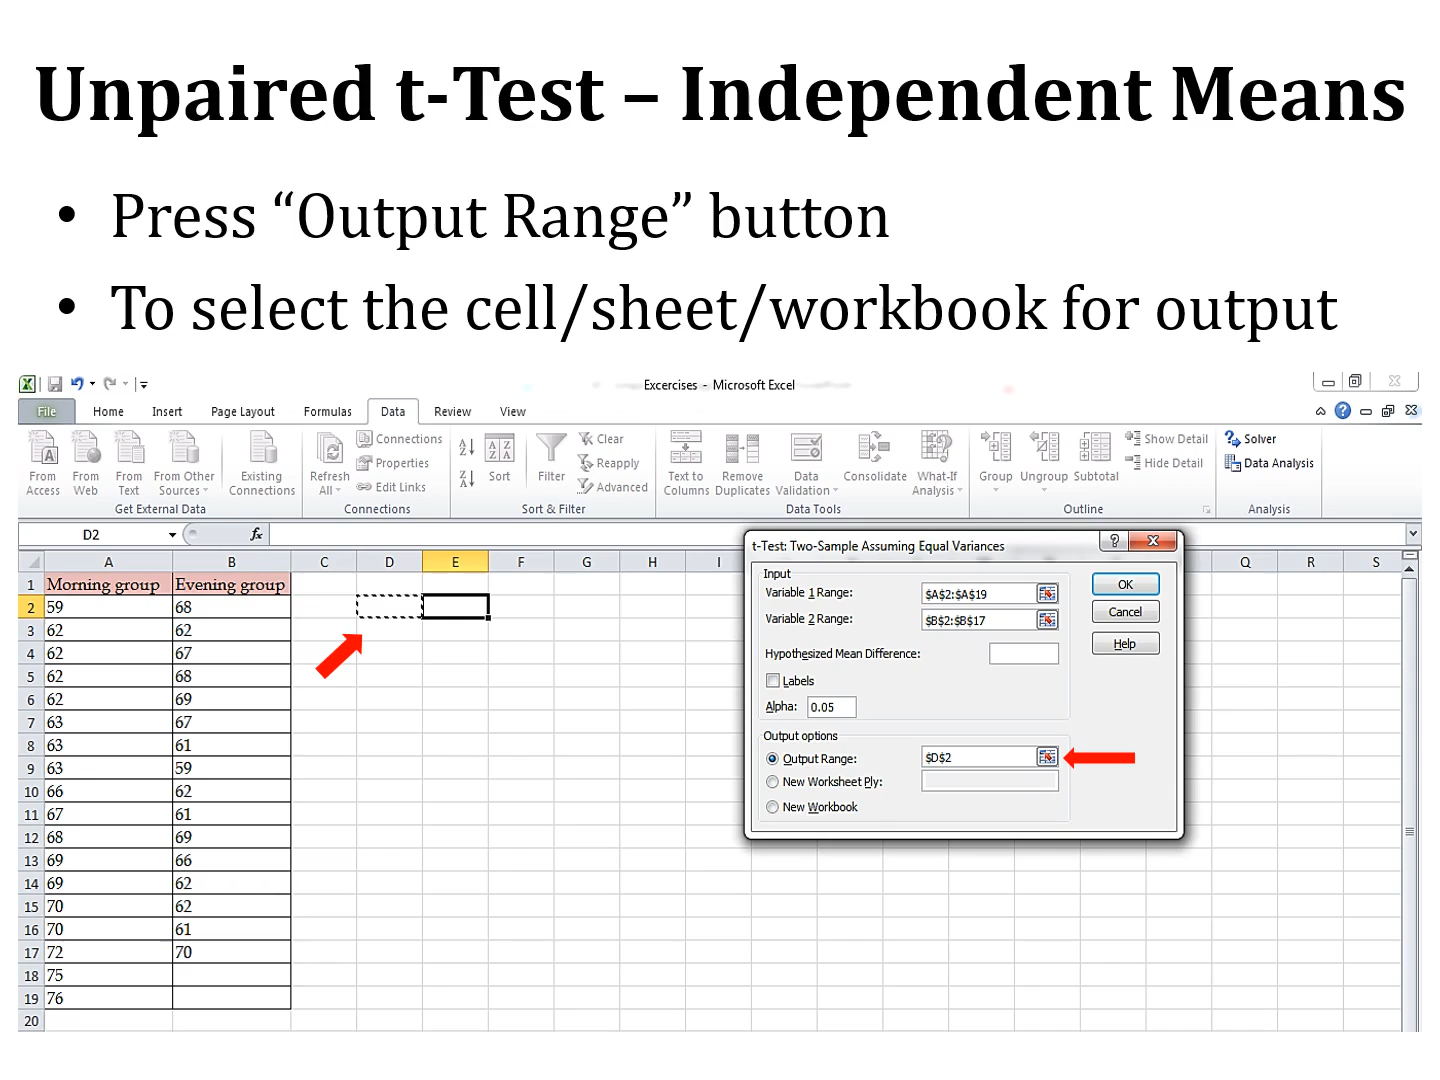 Unpaired t-Test – Independent Means
• Press “Output Range” button
• To select the cell/sheet/workbook for output
Excercises - Microsoft Excel
File Home Insert Page Layout Formulas Data Review View
From Access From Web From Text From Other Sources Existing Connections Refresh All Connections Properties Edit Links Sort Filter Clear Reapply Advanced Text to Columns Remove Duplicates Data Validation Consolidate What-If Analysis Group Ungroup Subtotal Show Detail Hide Detail Solver Data Analysis
Get External Data Connections Sort & Filter Data Tools Outline Analysis
D2 fx
A B C D E F G H I Q R S
1 Morning group Evening group
2 59 68
3 62 62
4 62 67
5 62 68
6 62 69
7 63 67
8 63 61
9 63 59
10 66 62
11 67 61
12 68 69
13 69 66
14 69 62
15 70 62
16 70 61
17 72 70
18 75
19 76
20
t-Test: Two-Sample Assuming Equal Variances
Input
Variable 1 Range: $A$2:$A$19
Variable 2 Range: $B$2:$B$17
Hypothesized Mean Difference:
Labels
Alpha: 0.05
Output options
Output Range: $D$2
New Worksheet Ply:
New Workbook
OK
Cancel
Help